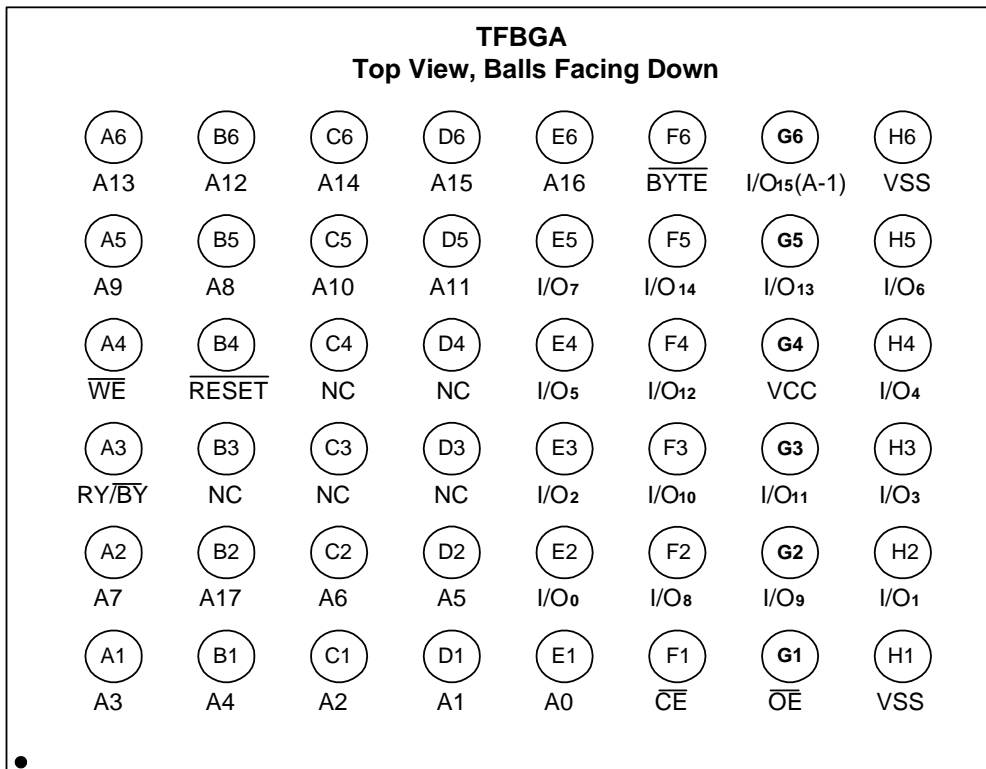 TFBGA
Top View, Balls Facing Down
A6 B6 C6 D6 E6 F6 G6 H6
A13 A12 A14 A15 A16 BYTE I/O15(A-1) VSS
A5 B5 C5 D5 E5 F5 G5 H5
A9 A8 A10 A11 I/O7 I/O14 I/O13 I/O6
A4 B4 C4 D4 E4 F4 G4 H4
WE RESET NC NC I/O5 I/O12 VCC I/O4
A3 B3 C3 D3 E3 F3 G3 H3
RY/BY NC NC NC I/O2 I/O10 I/O11 I/O3
A2 B2 C2 D2 E2 F2 G2 H2
A7 A17 A6 A5 I/O0 I/O8 I/O9 I/O1
A1 B1 C1 D1 E1 F1 G1 H1
A3 A4 A2 A1 A0 CE OE VSS